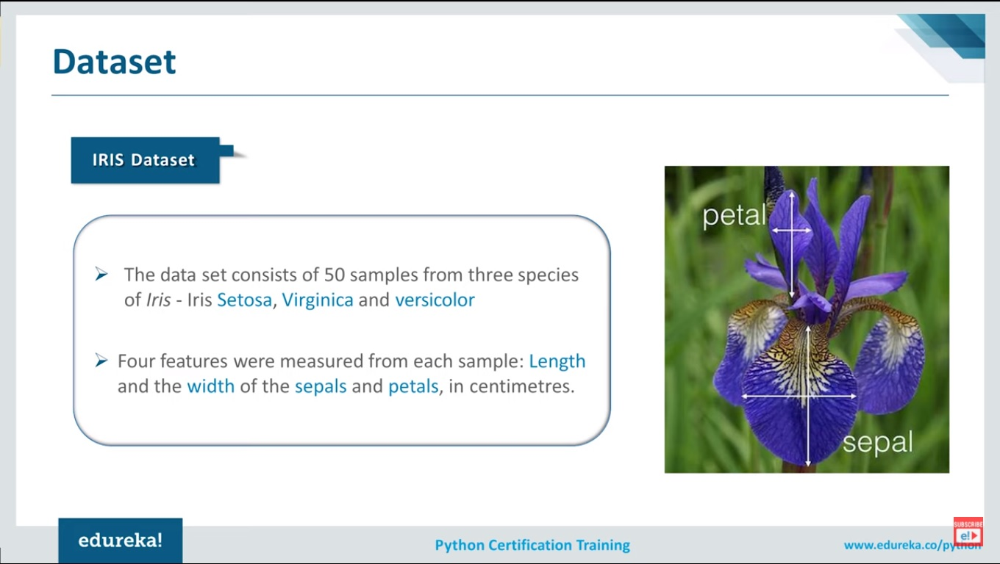 Dataset
IRIS Dataset
The data set consists of 50 samples from three species
of Iris - Iris Setosa, Virginica and versicolor
Four features were measured from each sample: Length
and the width of the sepals and petals, in centimetres.
petal
sepal
edureka!
Python Certification Training
www.edureka.co/python
SUBSCRIBE
e!